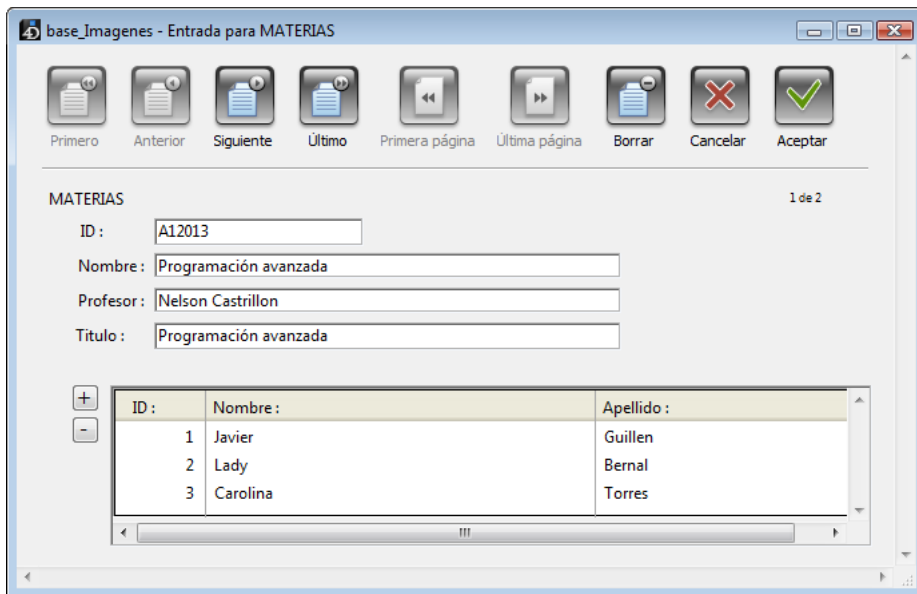 4D base_Imagenes - Entrada para MATERIAS
Primero Anterior Siguiente Último Primera página Última página Borrar Cancelar Aceptar
MATERIAS 1 de 2
ID : A12013
Nombre : Programación avanzada
Profesor : Nelson Castrillon
Titulo : Programación avanzada
+ ID : Nombre : Apellido :
-
1 Javier Guillen
2 Lady Bernal
3 Carolina Torres